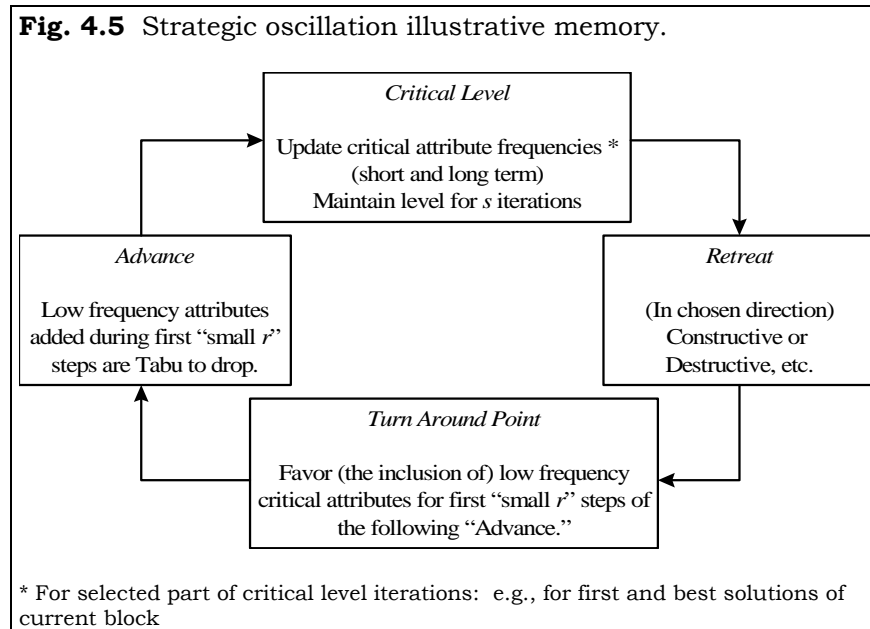 Fig. 4.5 Strategic oscillation illustrative memory.
Critical Level
Update critical attribute frequencies *
(short and long term)
Maintain level for s iterations
Advance
Low frequency attributes
added during first “small r”
steps are Tabu to drop.
Retreat
(In chosen direction)
Constructive or
Destructive, etc.
Turn Around Point
Favor (the inclusion of) low frequency
critical attributes for first “small r” steps of
the following “Advance.”
* For selected part of critical level iterations: e.g., for first and best solutions of
current block